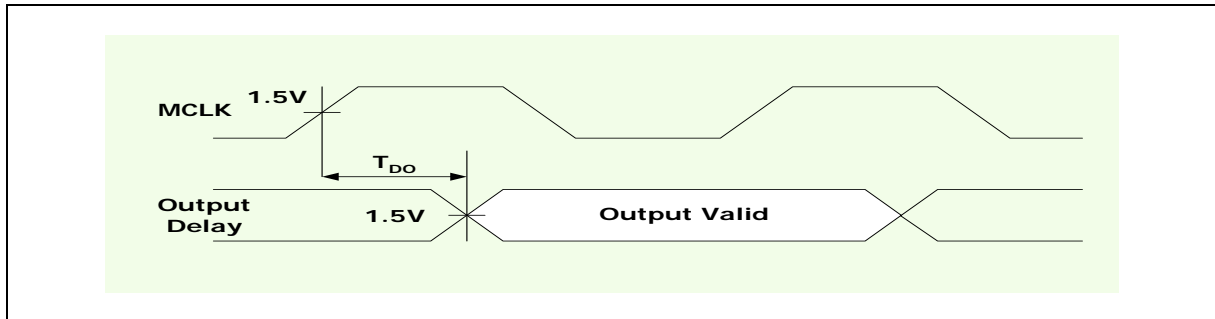 1.5V
MCLK
TDO
Output
Delay
1.5V
Output Valid